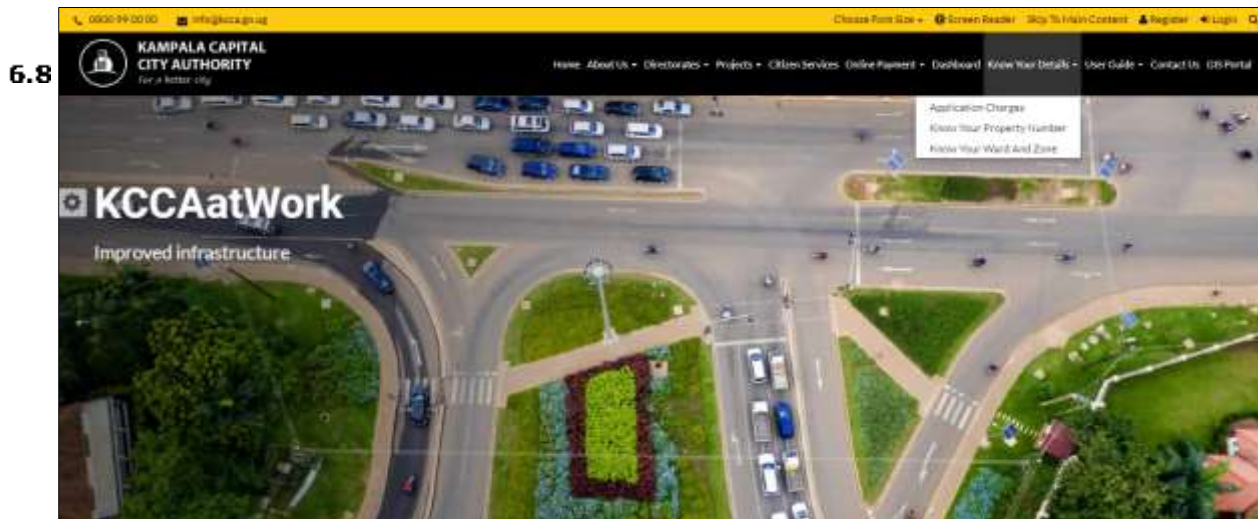 0800 99 00 00 info@kcca.go.ug Choose Font Size Screen Reader Skip To Main Content Register Login
KAMPALA CAPITAL
CITY AUTHORITY
For a better city
6.8
Home About Us Directorates Projects Citizen Services Online Payment Dashboard Know Your Details User Guide Contact Us GIS Portal
Application Charges
Know Your Property Number
Know Your Ward And Zone
KCCAatWork
Improved infrastructure